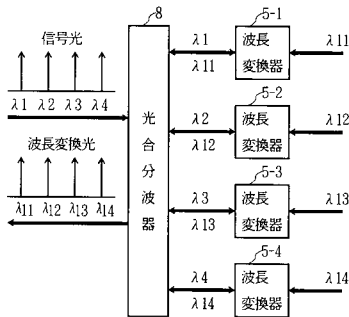 8
信号光
λ1 λ2 λ3 λ4
波長変換光
λ11 λ12 λ13 λ14
光合分波器
λ1
λ11
5-1
波長
変換器
λ11
λ2
λ12
5-2
波長
変換器
λ12
λ3
λ13
5-3
波長
変換器
λ13
λ4
λ14
5-4
波長
変換器
λ14